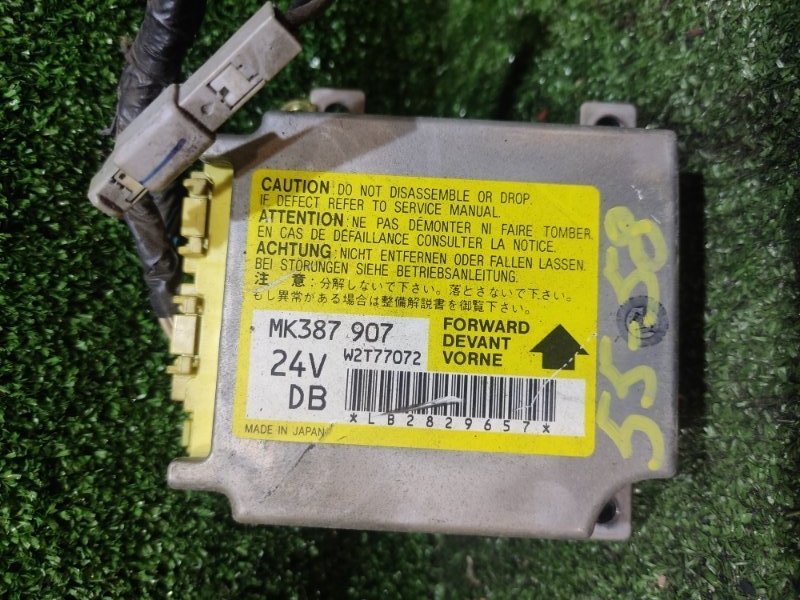 CAUTION: DO NOT DISASSEMBLE OR DROP.
IF DEFECT REFER TO SERVICE MANUAL.
ATTENTION: NE PAS DÉMONTER NI FAIRE TOMBER.
EN CAS DE DÉFAILLANCE CONSULTER LA NOTICE.
ACHTUNG: NICHT ENTFERNEN ODER FALLEN LASSEN.
BEI STÖRUNGEN SIEHE BETRIEBSANLEITUNG.
注 意:分解しないで下さい。落とさないで下さい。
もし異常がある場合は整備解説書を御覧下さい。
MK387 907
W2T77072
24V
DB
FORWARD
DEVANT
VORNE
*LB2829657*
MADE IN JAPAN
55-58